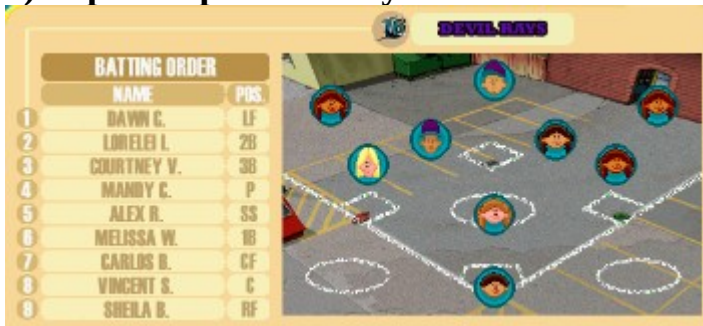 16 DEVIL RAYS
BATTING ORDER
NAME POS.
1 DAWN C. LF
2 LORELEI L. 2B
3 COURTNEY V. 3B
4 MANDY C. P
5 ALEX R. SS
6 MELISSA W. 1B
7 CARLOS B. CF
8 VINCENT S. C
9 SHEILA B. RF